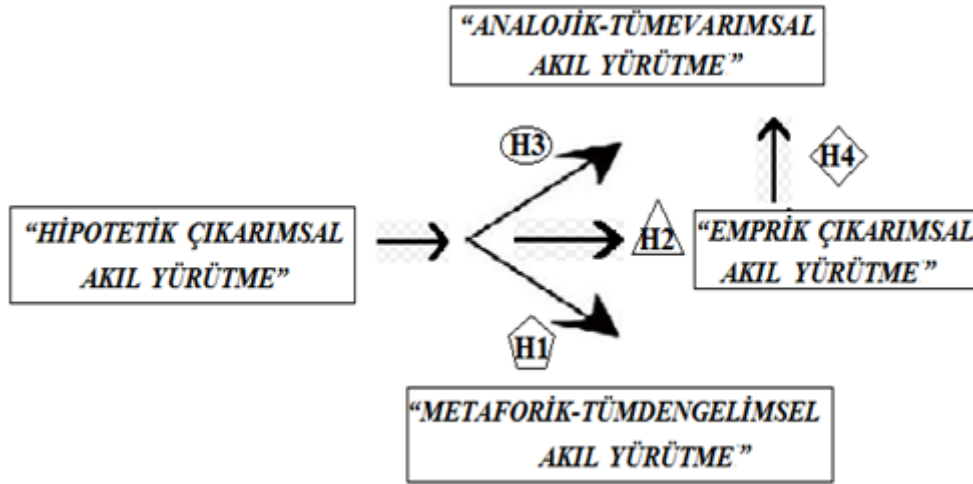 “ANALOJİK-TÜMEVARIMSAL
AKIL YÜRÜTME”
H3
H4
“HİPOTETİK ÇIKARIMSAL
AKIL YÜRÜTME”
H2
“EMPRİK ÇIKARIMSAL
AKIL YÜRÜTME”
H1
“METAFORİK-TÜMDENGELİMSEL
AKIL YÜRÜTME”